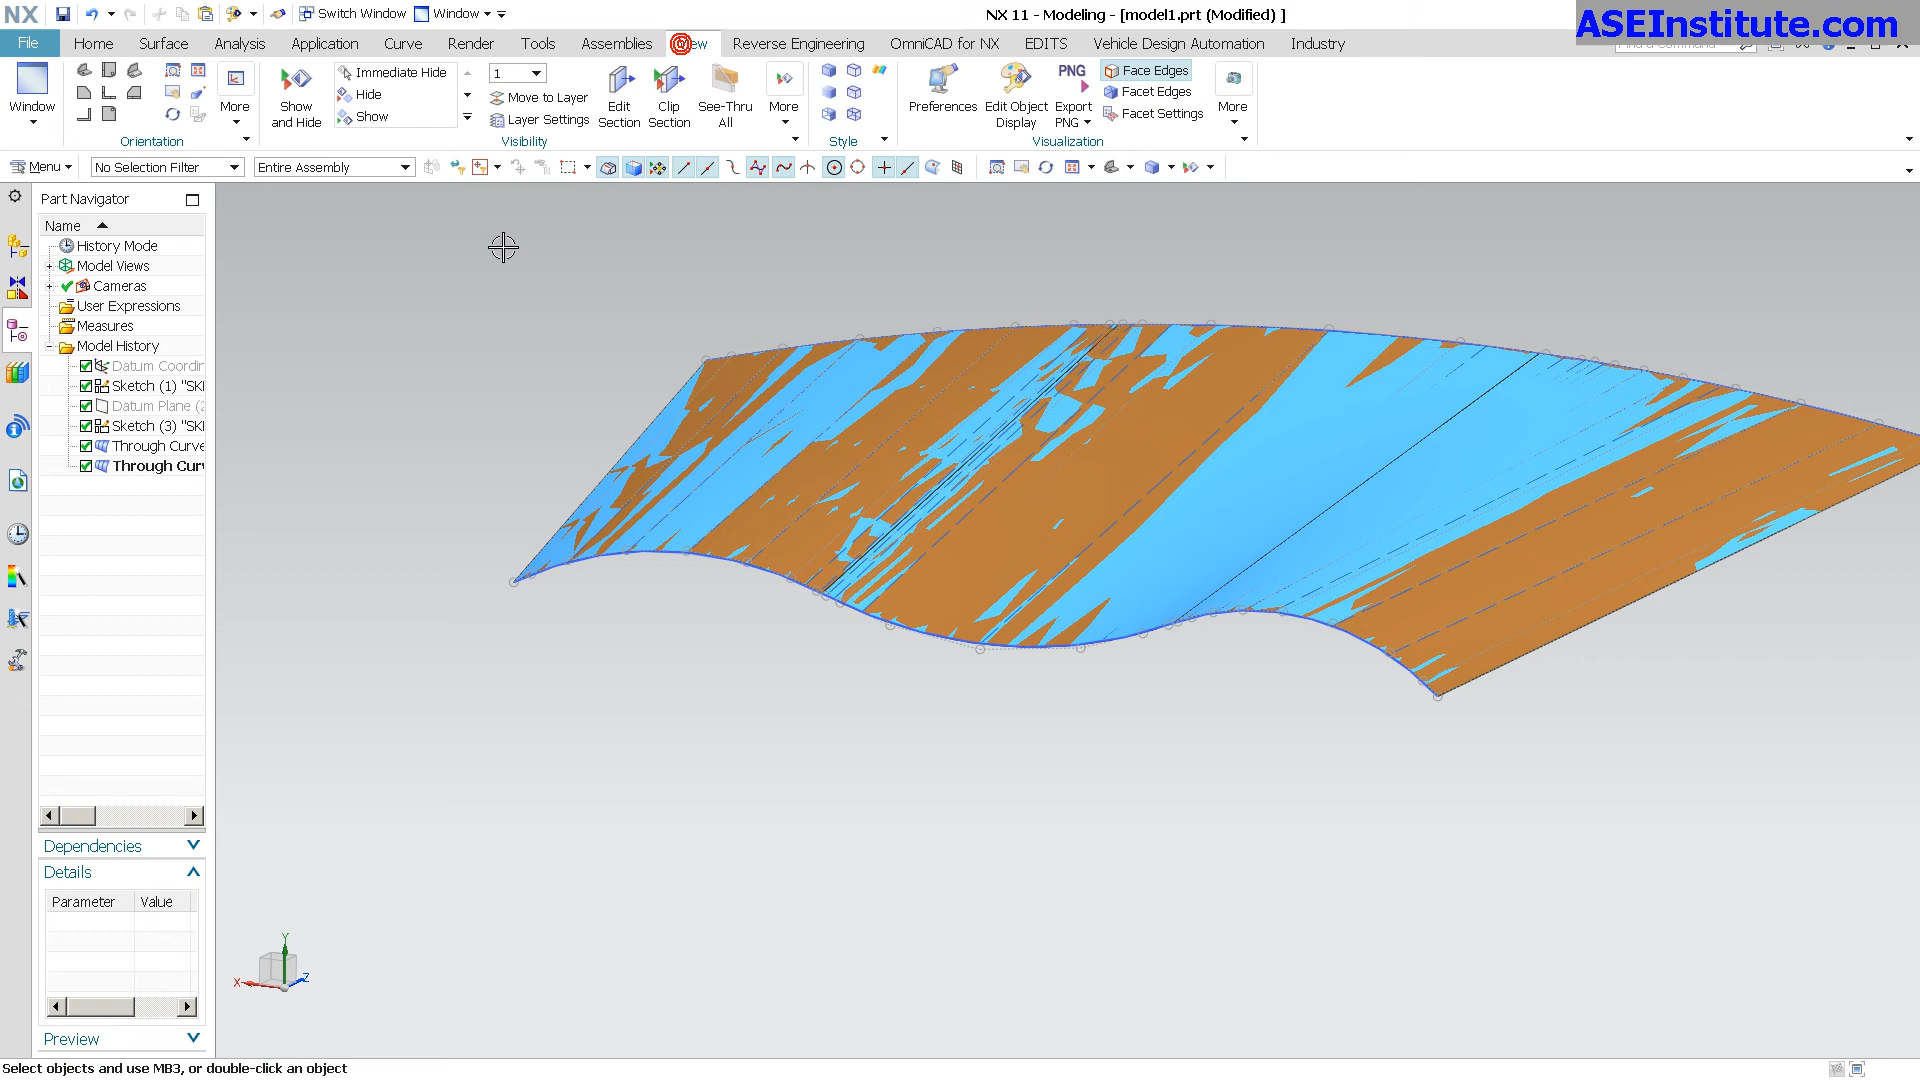 NX
Switch Window
Window
NX 11 - Modeling - [model1.prt (Modified) ]
ASEInstitute.com
File
Home
Surface
Analysis
Application
Curve
Render
Tools
Assemblies
Reverse Engineering
OmniCAD for NX
EDITS
Vehicle Design Automation
Industry
Window
More
Orientation
Show
and Hide
Immediate Hide
Hide
Show
1
Move to Layer
Layer Settings
Edit
Section
Clip
Section
See-Thru
All
More
Visibility
Style
Preferences
Edit Object
Display
PNG
Export
PNG
Face Edges
Facet Edges
Facet Settings
More
Visualization
Menu
No Selection Filter
Entire Assembly
Part Navigator
Name
History Mode
Model Views
Cameras
User Expressions
Measures
Model History
Datum Coordin
Sketch (1) "SKI
Datum Plane (2
Sketch (3) "SKI
Through Curve
Through Cur
Dependencies
Details
Parameter
Value
Preview
X
Y
Z
Select objects and use MB3, or double-click an object